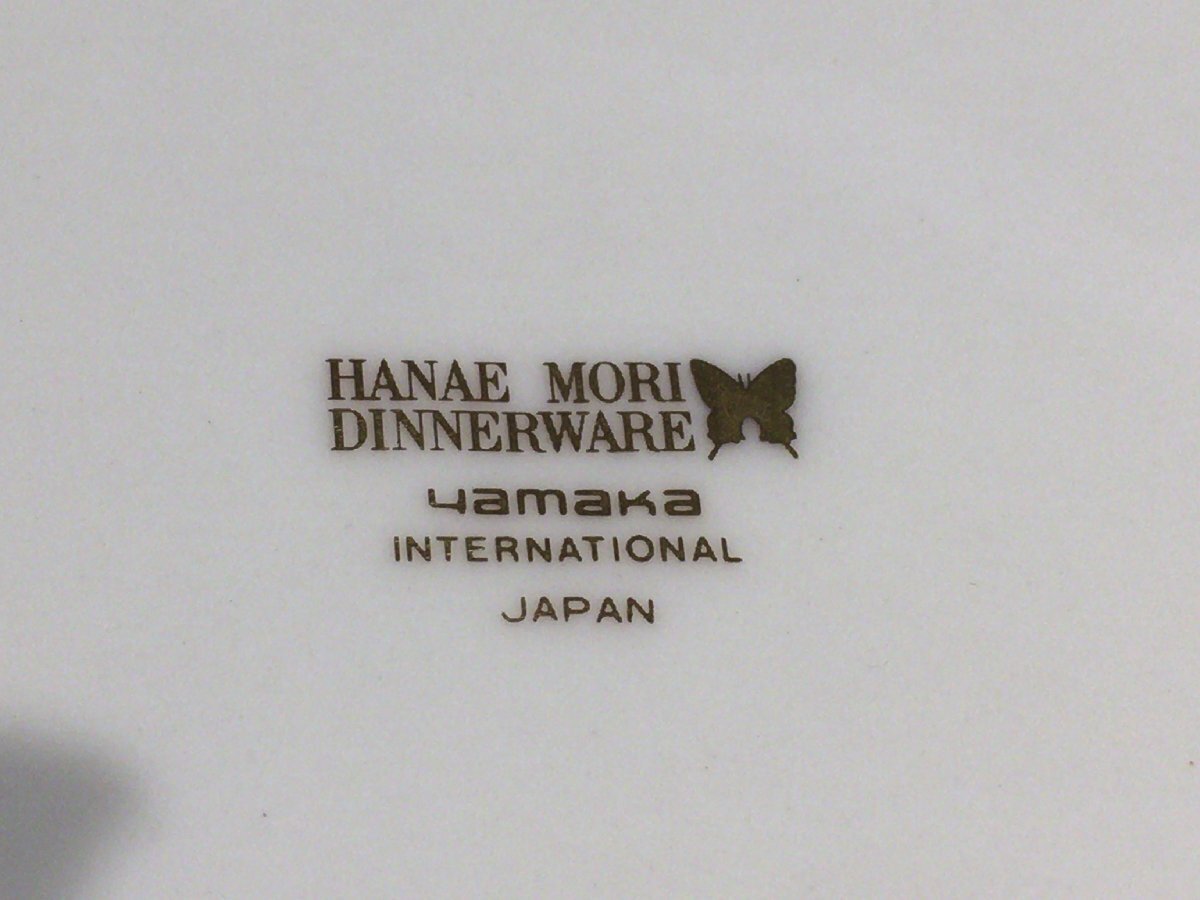 HANAE MORI
DINNERWARE
yamaka
INTERNATIONAL
JAPAN